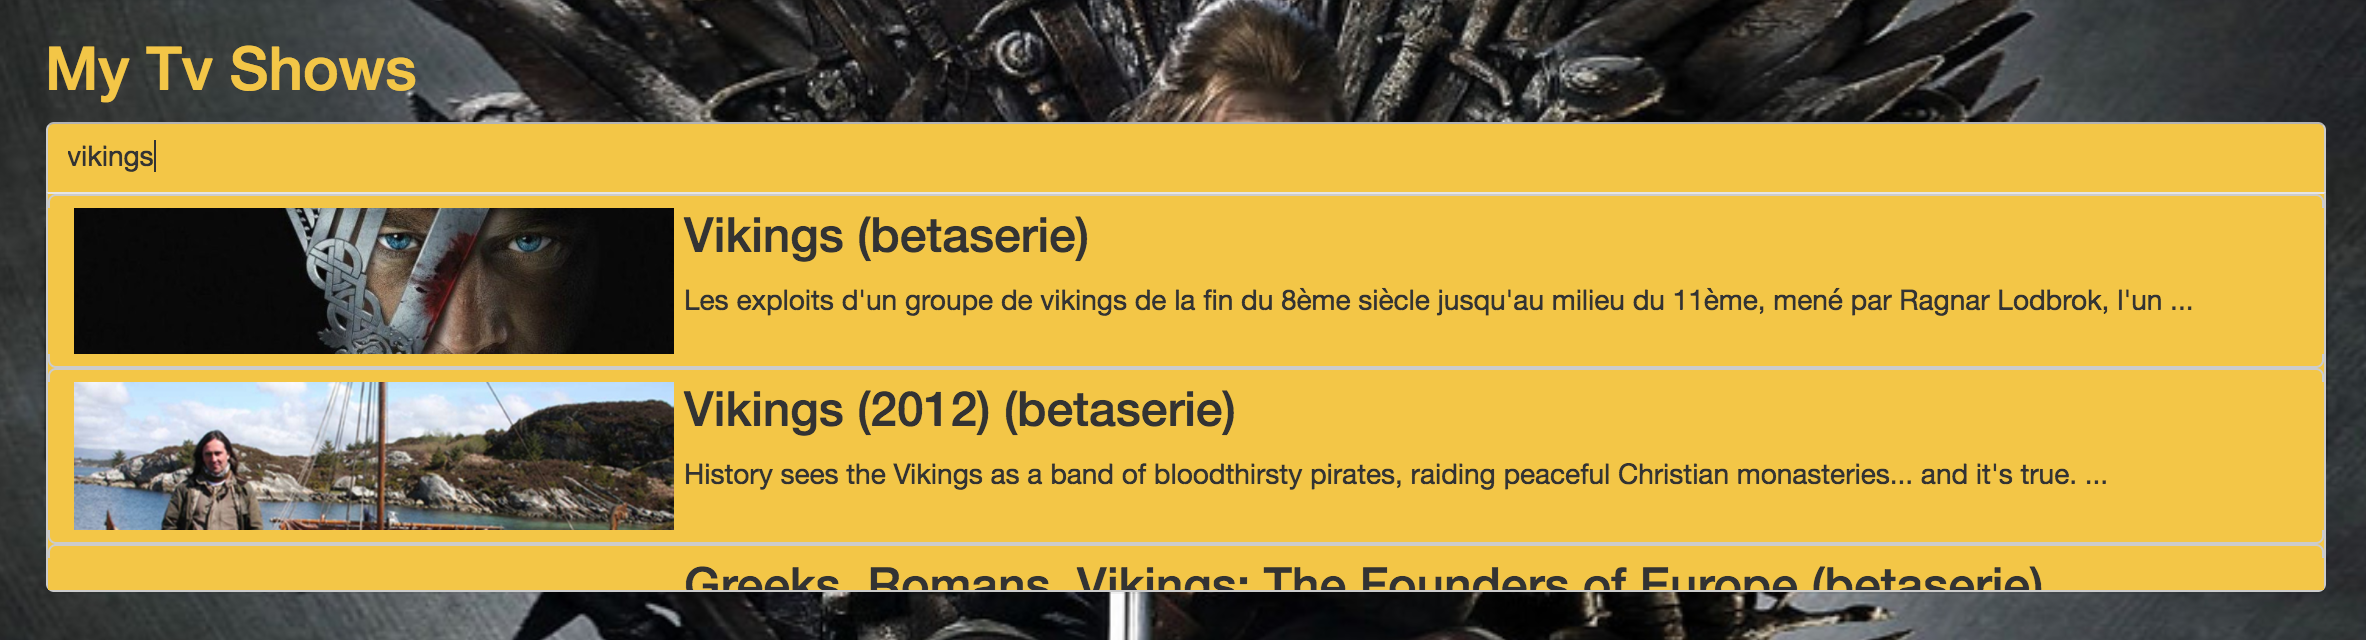 My Tv Shows
vikings
Vikings (betaserie)
Les exploits d'un groupe de vikings de la fin du 8ème siècle jusqu'au milieu du 11ème, mené par Ragnar Lodbrok, l'un ...
Vikings (2012) (betaserie)
History sees the Vikings as a band of bloodthirsty pirates, raiding peaceful Christian monasteries... and it's true. ...
Greeks, Romans, Vikings: The Founders of Europe (betaserie)